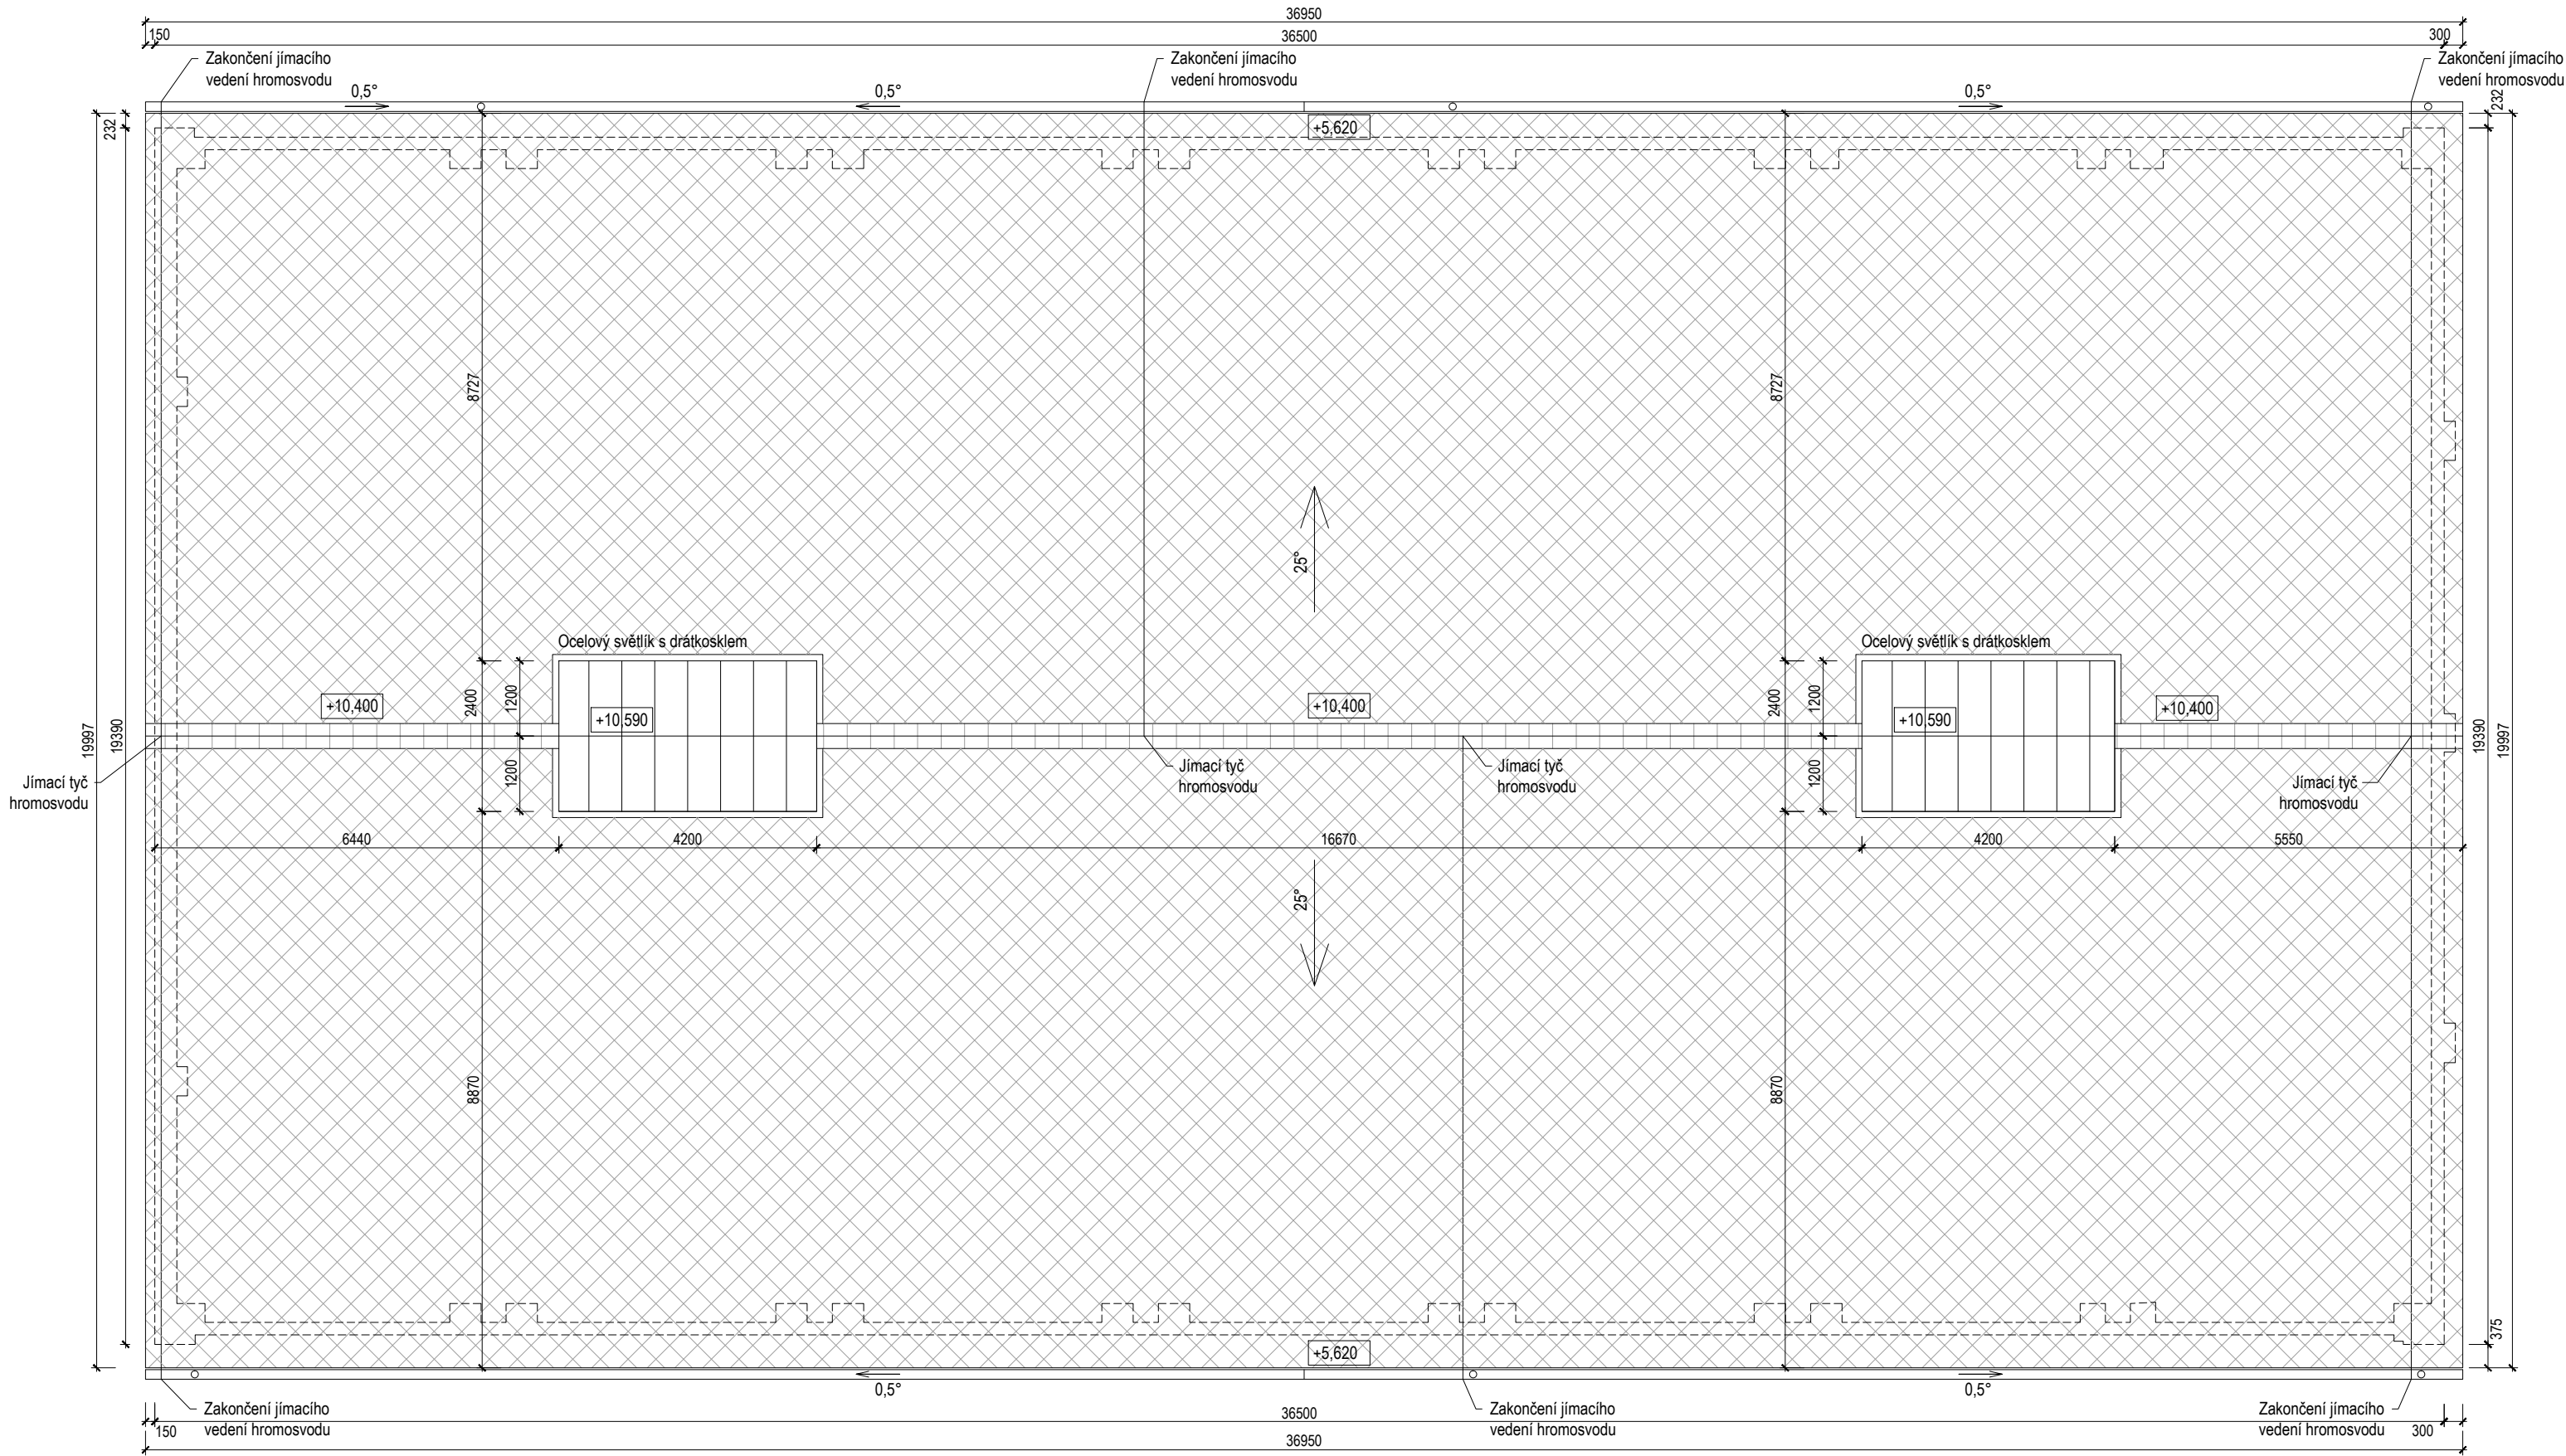 36950
150
36500
300
Zakončení jímacího
vedení hromosvodu
Zakončení jímacího
vedení hromosvodu
Zakončení jímacího
vedení hromosvodu
0,5°
0,5°
0,5°
232
232
+5,620
8727
8727
25°
Ocelový světlík s drátkosklem
Ocelový světlík s drátkosklem
+10,400
2400
1200
+10,590
+10,400
2400
1200
+10,590
+10,400
19997
19390
19390
19997
Jímací tyč
hromosvodu
1200
Jímací tyč
hromosvodu
Jímací tyč
hromosvodu
1200
Jímací tyč
hromosvodu
6440
4200
16670
4200
5550
25°
8870
8870
375
+5,620
0,5°
0,5°
Zakončení jímacího
vedení hromosvodu
Zakončení jímacího
vedení hromosvodu
Zakončení jímacího
vedení hromosvodu
150
36500
300
36950